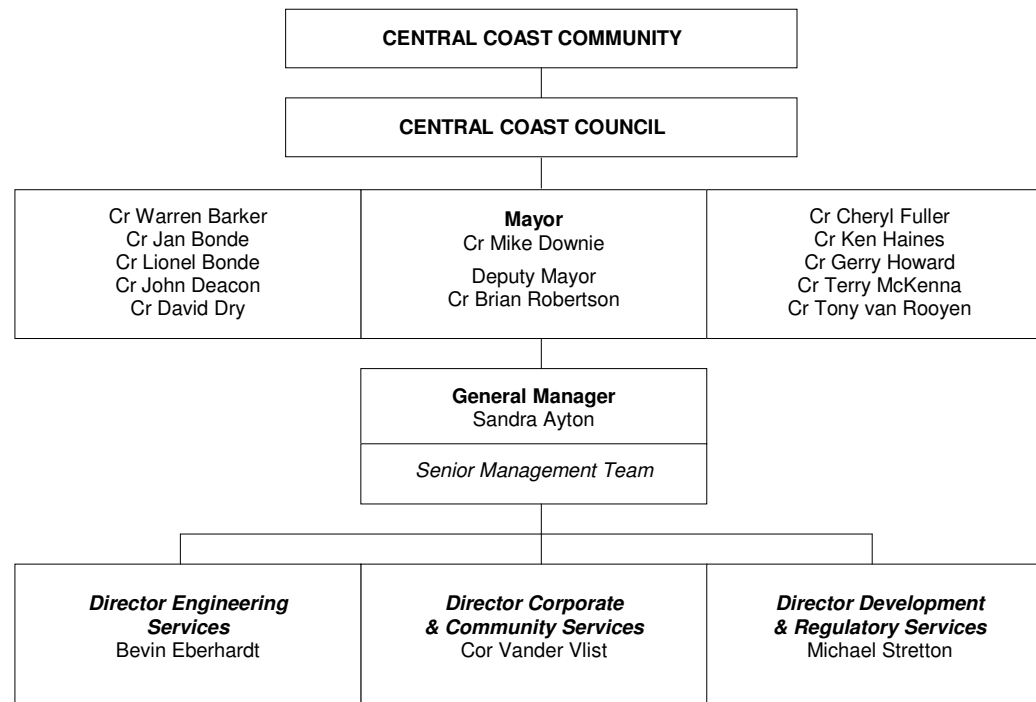 CENTRAL COAST COMMUNITY
CENTRAL COAST COUNCIL
Cr Warren Barker
Cr Jan Bonde
Cr Lionel Bonde
Cr John Deacon
Cr David Dry
Mayor
Cr Mike Downie
Deputy Mayor
Cr Brian Robertson
Cr Cheryl Fuller
Cr Ken Haines
Cr Gerry Howard
Cr Terry McKenna
Cr Tony van Rooyen
General Manager
Sandra Ayton
Senior Management Team
Director Engineering
Services
Bevin Eberhardt
Director Corporate
& Community Services
Cor Vander Vlist
Director Development
& Regulatory Services
Michael Stretton